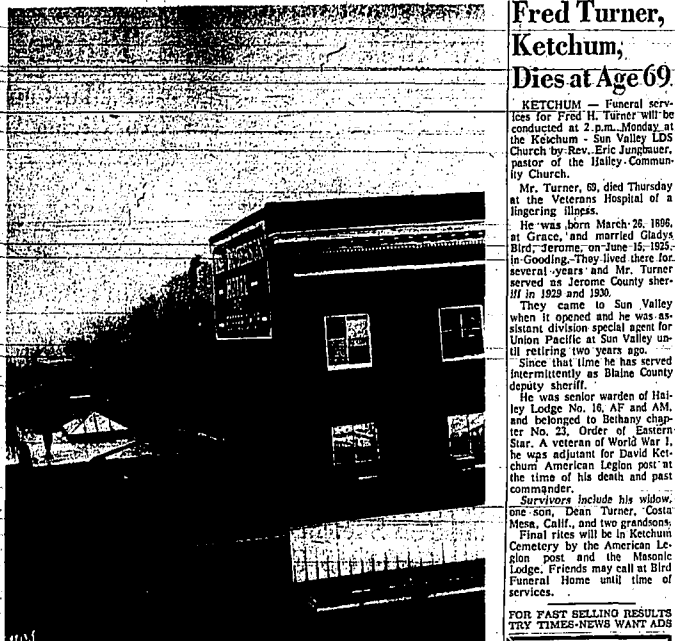 Fred Turner,
Ketchum,
Dies at Age 69
KETCHUM — Funeral serv-
ices for Fred H. Turner will be
conducted at 2 p.m. Monday at
the Ketchum - Sun Valley LDS
Church by Rev. Eric Jungbauer,
pastor of the Hailey Commun-
ity Church.
Mr. Turner, 69, died Thursday
at the Veterans Hospital of a
lingering illness.
He was born March 26, 1896,
at Grace, and married Gladys
Bird, Jerome, on June 15, 1925,
in Gooding. They lived there for
several years and Mr. Turner
served as Jerome County sher-
iff in 1929 and 1930.
They came to Sun Valley
when it opened and he was as-
sistant division special agent for
Union Pacific at Sun Valley un-
til retiring two years ago.
Since that time he has served
intermittently as Blaine County
deputy sheriff.
He was senior warden of Hai-
ley Lodge No. 16, AF and AM,
and belonged to Bethany chap-
ter No. 23, Order of Eastern
Star. A veteran of World War I,
he was adjutant for David Ket-
chum American Legion post at
the time of his death and past
commander.
Survivors include his widow,
one son, Dean Turner, Costa
Mesa, Calif., and two grandsons.
Final rites will be in Ketchum
Cemetery by the American Le-
gion post and the Masonic
Lodge. Friends may call at Bird
Funeral Home until time of
services.
FOR FAST SELLING RESULTS
TRY TIMES-NEWS WANT ADS